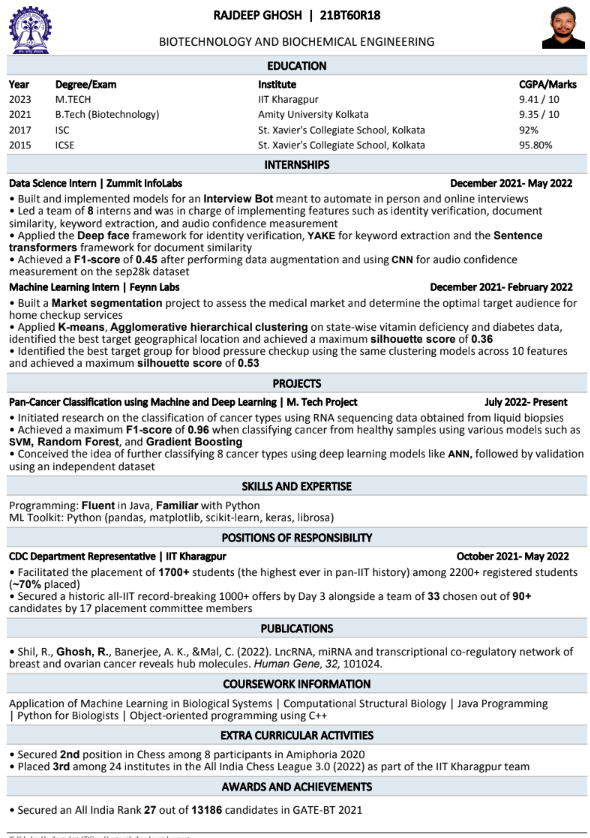 RAJDEEP GHOSH | 21BT60R18
BIOTECHNOLOGY AND BIOCHEMICAL ENGINEERING
EDUCATION
Year Degree/Exam Institute CGPA/Marks
2023 M.TECH IIT Kharagpur 9.41 / 10
2021 B.Tech (Biotechnology) Amity University Kolkata 9.35 / 10
2017 ISC St. Xavier's Collegiate School, Kolkata 92%
2015 ICSE St. Xavier's Collegiate School, Kolkata 95.80%
INTERNSHIPS
Data Science Intern | Zummit InfoLabs December 2021- May 2022
• Built and implemented models for an Interview Bot meant to automate in person and online interviews
• Led a team of 8 interns and was in charge of implementing features such as identity verification, document
similarity, keyword extraction, and audio confidence measurement
• Applied the Deep face framework for identity verification, YAKE for keyword extraction and the Sentence
transformers framework for document similarity
• Achieved a F1-score of 0.45 after performing data augmentation and using CNN for audio confidence
measurement on the sep28k dataset
Machine Learning Intern | Feynn Labs December 2021- February 2022
• Built a Market segmentation project to assess the medical market and determine the optimal target audience for
home checkup services
• Applied K-means, Agglomerative hierarchical clustering on state-wise vitamin deficiency and diabetes data,
identified the best target geographical location and achieved a maximum silhouette score of 0.36
• Identified the best target group for blood pressure checkup using the same clustering models across 10 features
and achieved a maximum silhouette score of 0.53
PROJECTS
Pan-Cancer Classification using Machine and Deep Learning | M. Tech Project July 2022- Present
• Initiated research on the classification of cancer types using RNA sequencing data obtained from liquid biopsies
• Achieved a maximum F1-score of 0.96 when classifying cancer from healthy samples using various models such as
SVM, Random Forest, and Gradient Boosting
• Conceived the idea of further classifying 8 cancer types using deep learning models like ANN, followed by validation
using an independent dataset
SKILLS AND EXPERTISE
Programming: Fluent in Java, Familiar with Python
ML Toolkit: Python (pandas, matplotlib, scikit-learn, keras, librosa)
POSITIONS OF RESPONSIBILITY
CDC Department Representative | IIT Kharagpur October 2021- May 2022
• Facilitated the placement of 1700+ students (the highest ever in pan-IIT history) among 2200+ registered students
(~70% placed)
• Secured a historic all-IIT record-breaking 1000+ offers by Day 3 alongside a team of 33 chosen out of 90+
candidates by 17 placement committee members
PUBLICATIONS
• Shil, R., Ghosh, R., Banerjee, A. K., &Mal, C. (2022). LncRNA, miRNA and transcriptional co-regulatory network of
breast and ovarian cancer reveals hub molecules. Human Gene, 32, 101024.
COURSEWORK INFORMATION
Application of Machine Learning in Biological Systems | Computational Structural Biology | Java Programming
| Python for Biologists | Object-oriented programming using C++
EXTRA CURRICULAR ACTIVITIES
• Secured 2nd position in Chess among 8 participants in Amiphoria 2020
• Placed 3rd among 24 institutes in the All India Chess League 3.0 (2022) as part of the IIT Kharagpur team
AWARDS AND ACHIEVEMENTS
• Secured an All India Rank 27 out of 13186 candidates in GATE-BT 2021